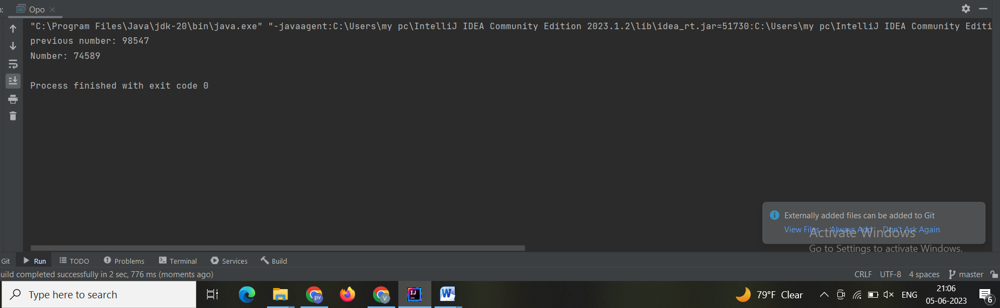 n: Opo
"C:\Program Files\Java\jdk-20\bin\java.exe" "-javaagent:C:\Users\my pc\IntelliJ IDEA Community Edition 2023.1.2\lib\idea_rt.jar=51730:C:\Users\my pc\IntelliJ IDEA Community Editi
previous number: 98547
Number: 74589
Process finished with exit code 0
Externally added files can be added to Git
View Files Always Add Don't Ask Again
Activate Windows
Go to Settings to activate Windows.
Git Run TODO Problems Terminal Services Build
uild completed successfully in 2 sec, 776 ms (moments ago) CRLF UTF-8 4 spaces master
Type here to search pv V IJ W 79°F Clear ENG 21:06
05-06-2023 6